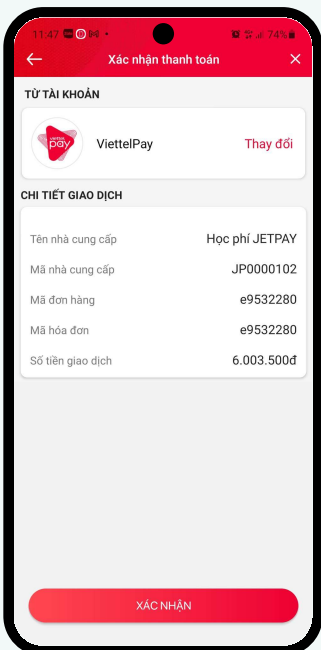 11:47 74%
Xác nhận thanh toán
TỪ TÀI KHOẢN
viettel
pay
ViettelPay Thay đổi
CHI TIẾT GIAO DỊCH
Tên nhà cung cấp Học phí JETPAY
Mã nhà cung cấp JP0000102
Mã đơn hàng e9532280
Mã hóa đơn e9532280
Số tiền giao dịch 6.003.500đ
XÁC NHẬN